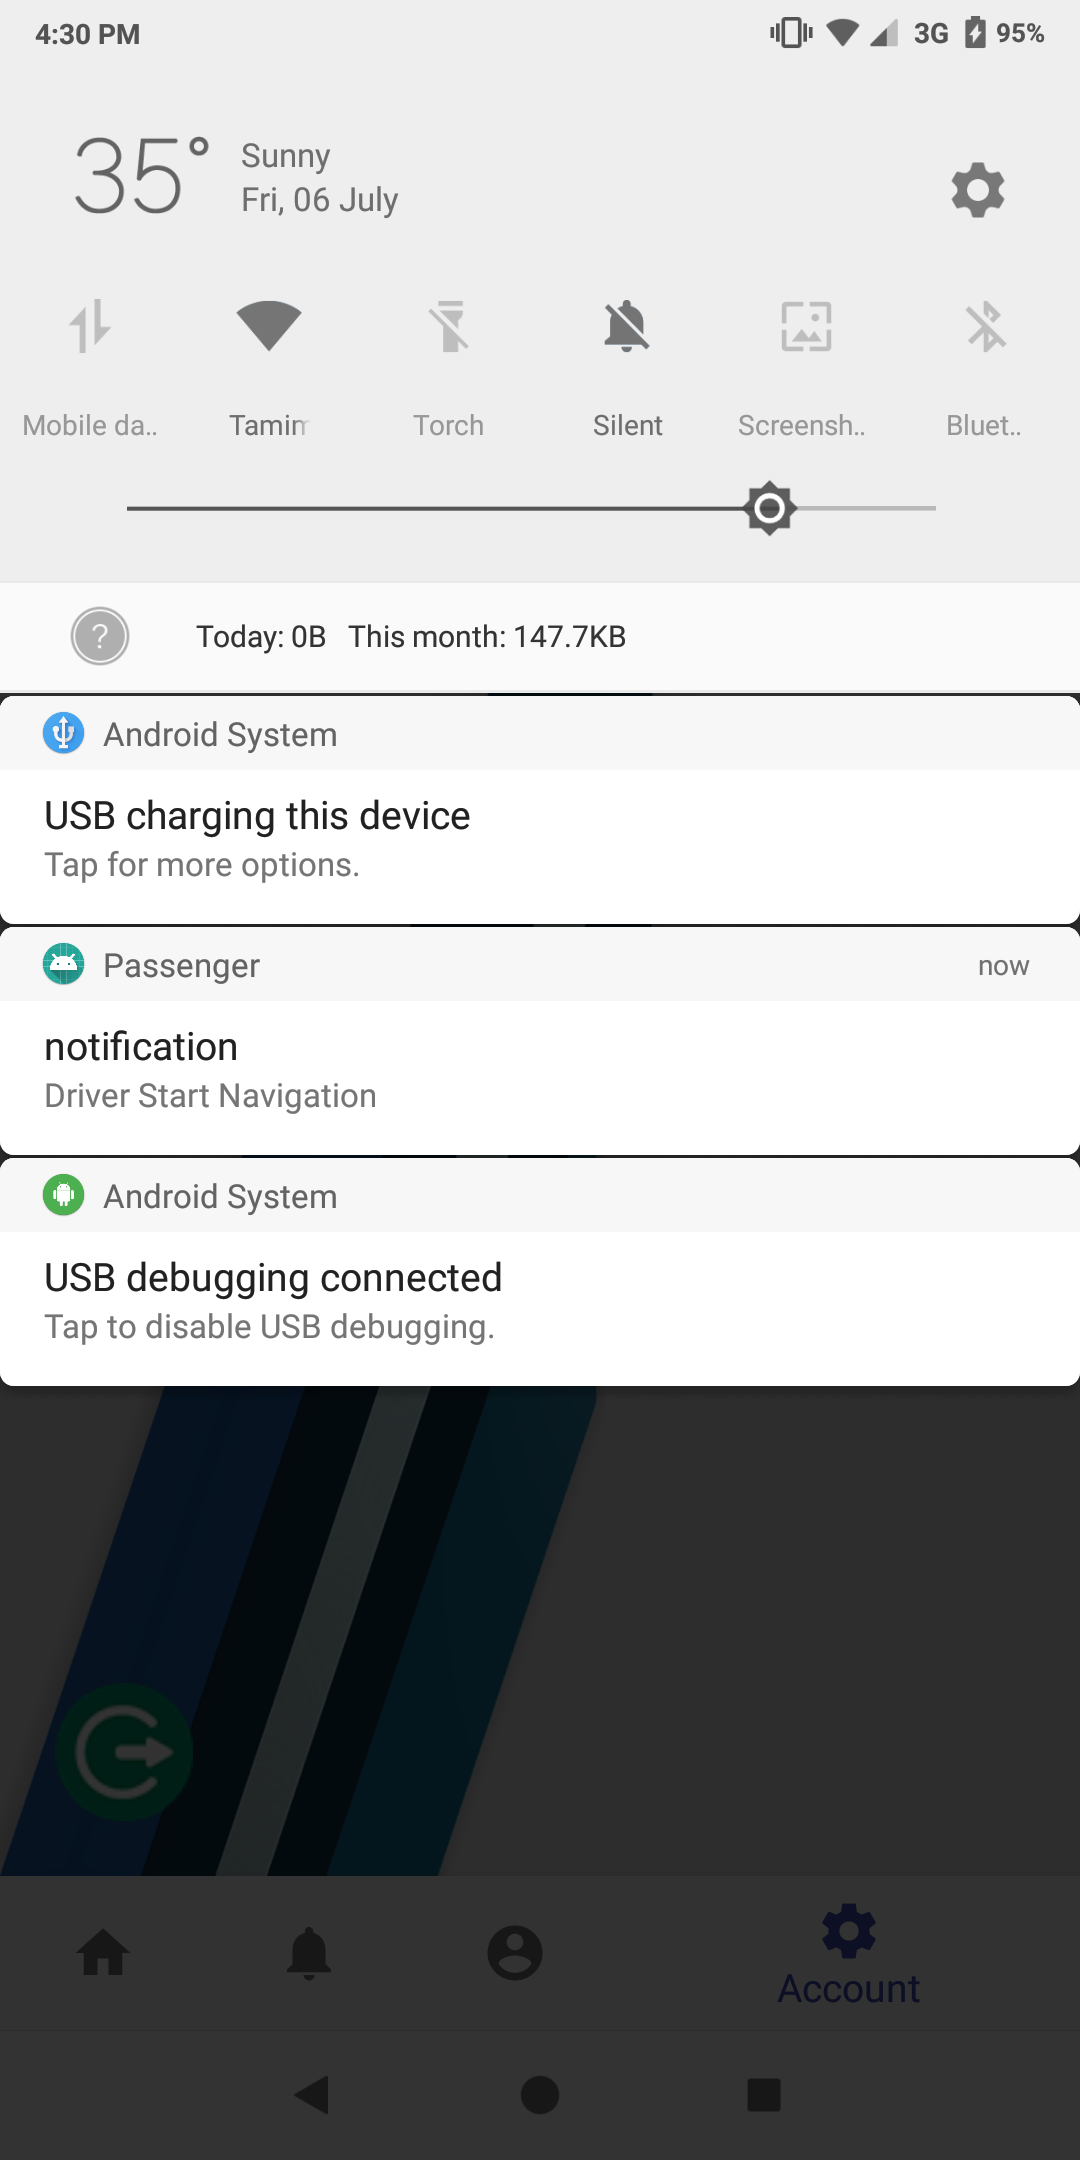 4:30 PM
3G
95%
35°
Sunny
Fri, 06 July
Mobile da..
Tamim
Torch
Silent
Screensh..
Bluet..
?
Today: 0B This month: 147.7KB
Android System
USB charging this device
Tap for more options.
Passenger
now
notification
Driver Start Navigation
Android System
USB debugging connected
Tap to disable USB debugging.
Account